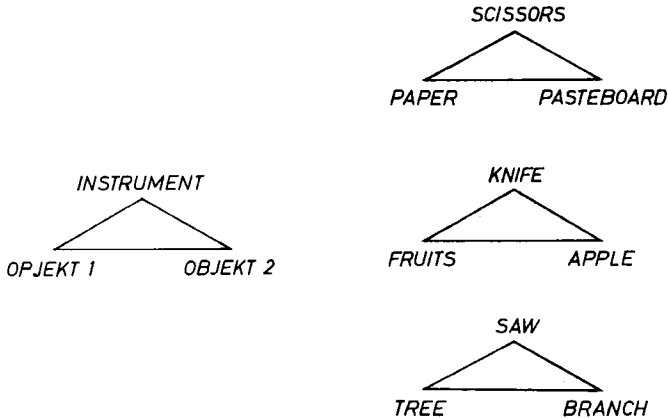 SCISSORS
PAPER PASTEBOARD
INSTRUMENT
OPJEKT 1 OBJEKT 2
KNIFE
FRUITS APPLE
SAW
TREE BRANCH